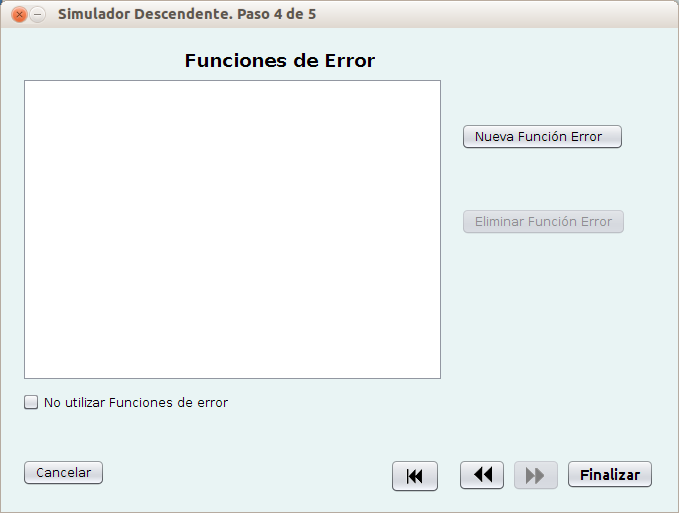 Simulador Descendente. Paso 4 de 5
Funciones de Error
Nueva Función Error
Eliminar Función Error
No utilizar Funciones de error
Cancelar
Finalizar